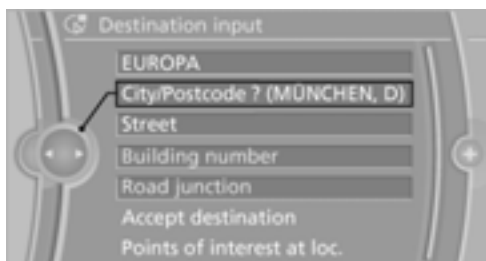 Destination input
EUROPA
City/Postcode ? (MÜNCHEN, D)
Street
Building number
Road junction
Accept destination
Points of interest at loc.